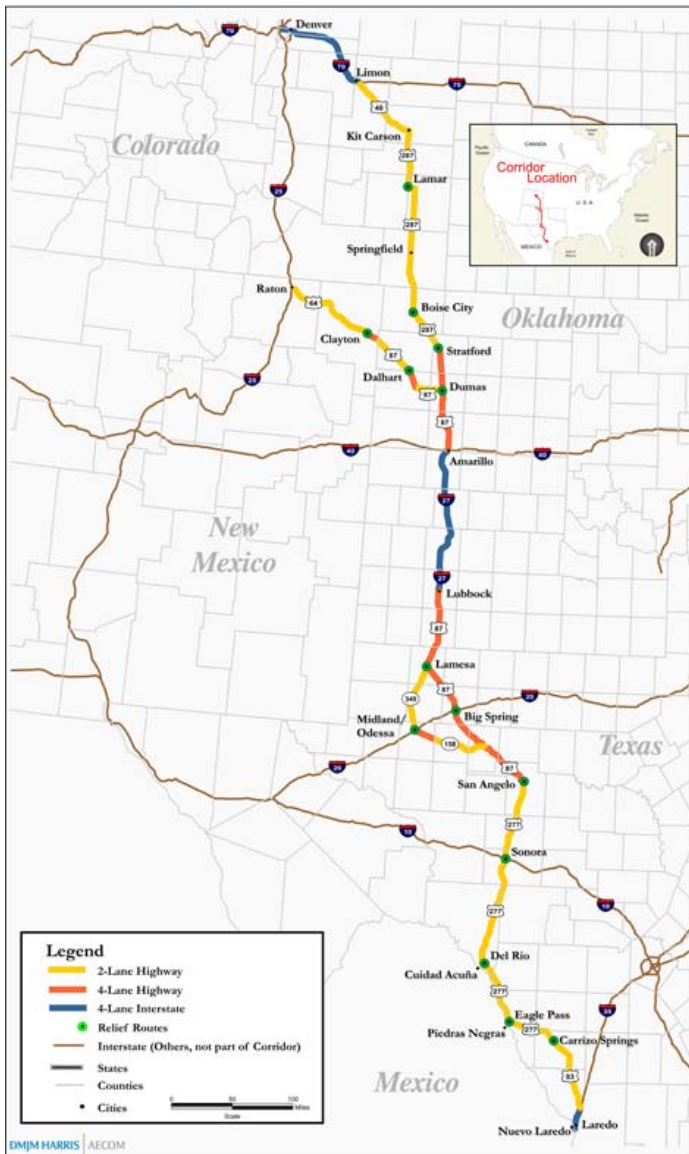 70
Denver
70
Limon
70
40
Colorado
Kit Carson
287
Lamar
25
287
Springfield
CANADA
Pacific
Ocean
Corridor
Location
U. S. A
Atlantic
Ocean
MEXICO
Raton
64
Boise City
Oklahoma
287
Clayton
87
Stratford
Dalhart
25
87
Dumas
87
40
Amarillo
40
27
New
Mexico
27
Lubbock
87
Lamesa
349
87
20
Big Spring
Midland/
Odessa
158
Texas
87
20
San Angelo
277
10
Sonora
277
10
Del Rio
Cuidad Acuña
277
35
Eagle Pass
Piedras Negras
277
Carrizo Springs
83
Mexico
Nuevo Laredo
Laredo
Legend
2-Lane Highway
4-Lane Highway
4-Lane Interstate
Relief Routes
Interstate (Others, not part of Corridor)
States
Counties
Cities
0 50 100
Miles
Scale
DMJM HARRIS | AECOM